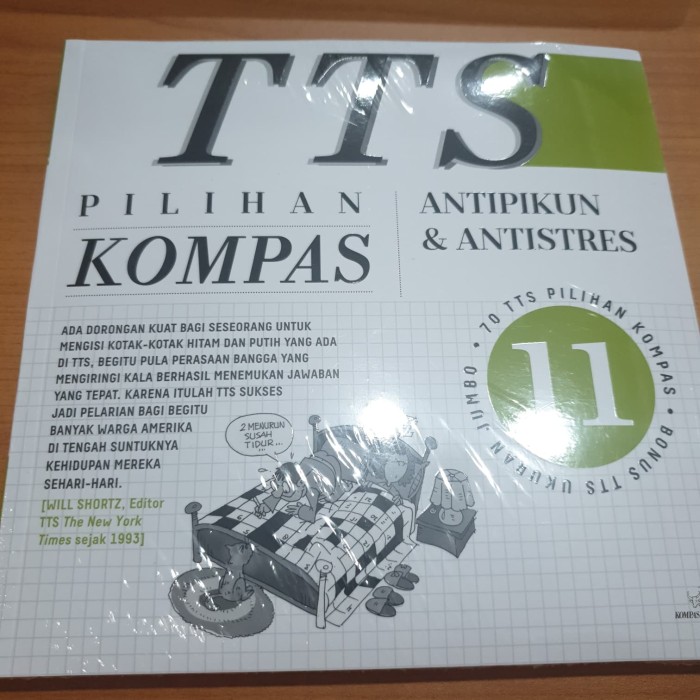 TTS
PILIHAN
KOMPAS
ANTIPIKUN
& ANTISTRES
ADA DORONGAN KUAT BAGI SESEORANG UNTUK
MENGISI KOTAK-KOTAK HITAM DAN PUTIH YANG ADA
DI TTS, BEGITU PULA PERASAAN BANGGA YANG
MENGIRINGI KALA BERHASIL MENEMUKAN JAWABAN
YANG TEPAT. KARENA ITULAH TTS SUKSES
JADI PELARIAN BAGI BEGITU
BANYAK WARGA AMERIKA
DI TENGAH SUNTUKNYA
KEHIDUPAN MEREKA
SEHARI-HARI.
[WILL SHORTZ, Editor
TTS The New York
Times sejak 1993]
• 70 TTS PILIHAN KOMPAS • BONUS TTS UKURAN JUMBO
11
2 MENURUN
SUSAH
TIDUR...
...
KOMPAS